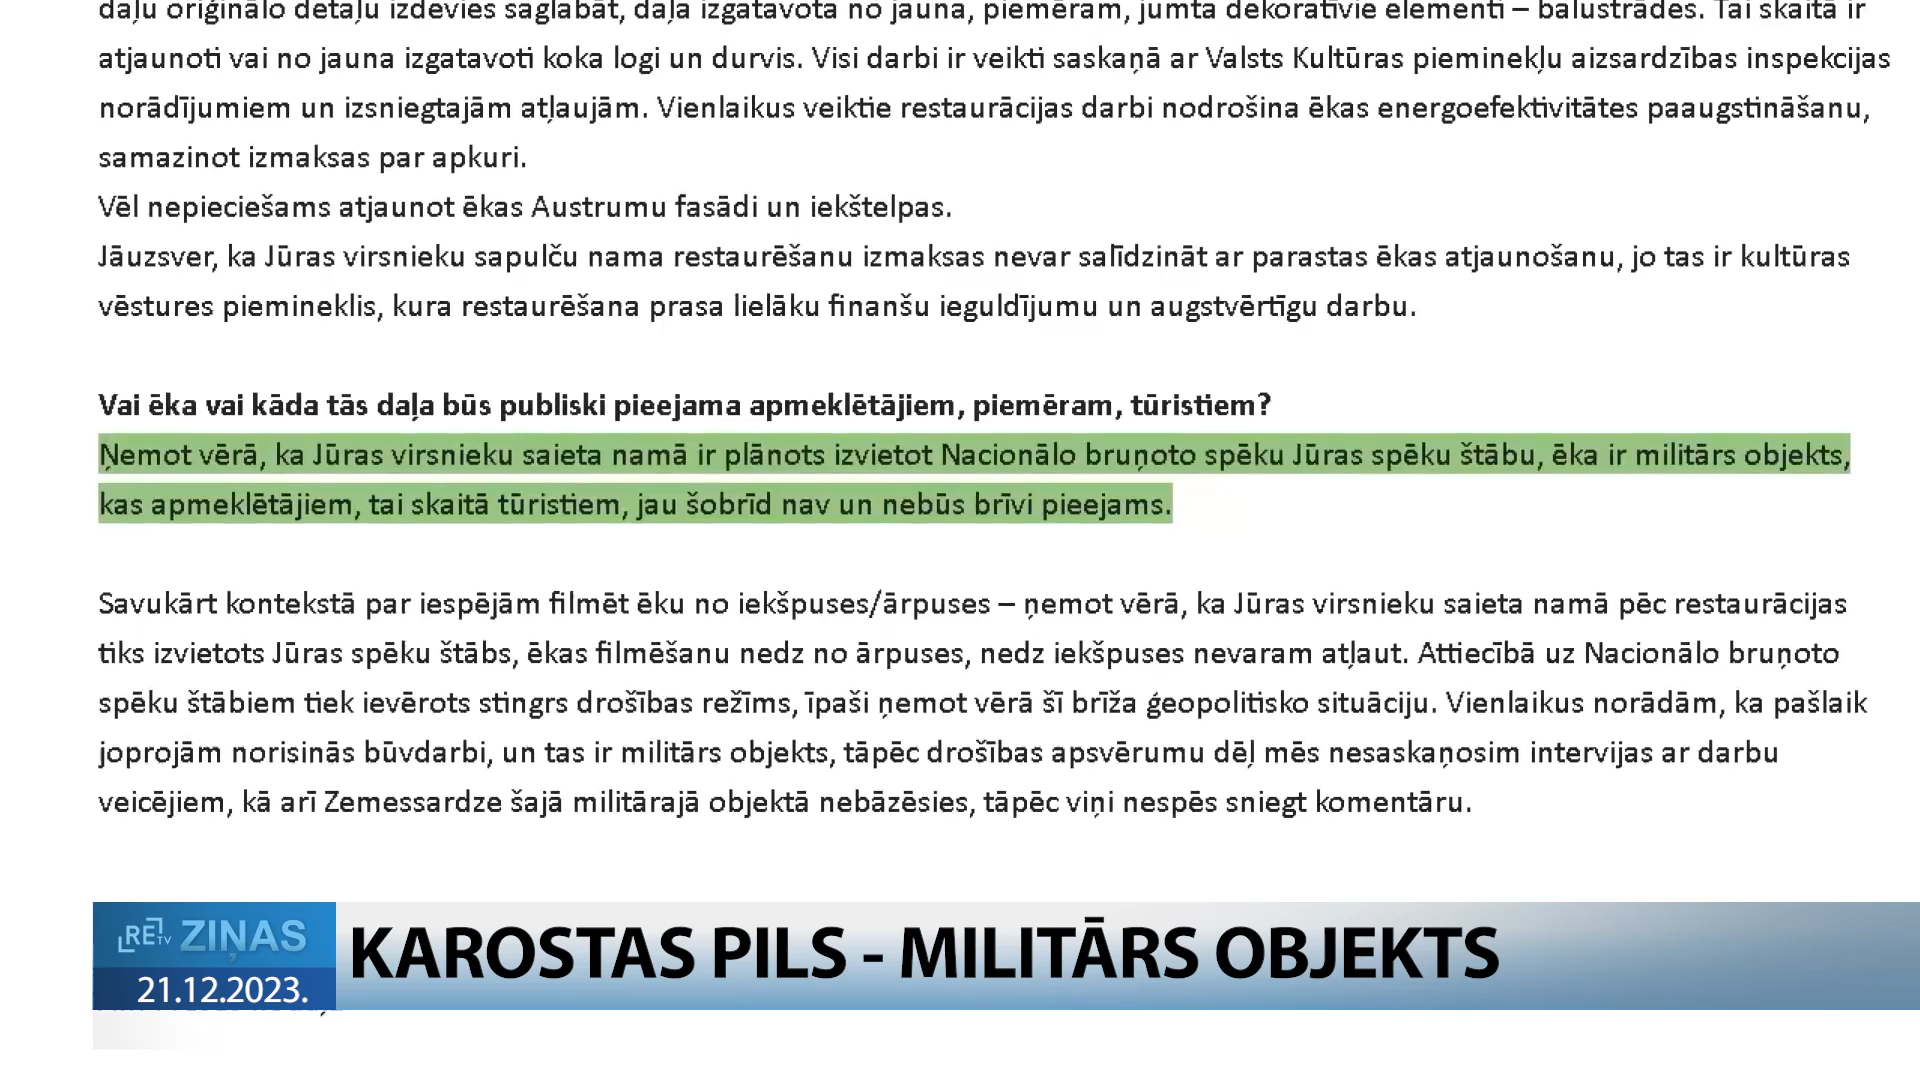 daļu oriģinālo detaļu izdevies saglabāt, daļa izgatavota no jauna, piemēram, jumta dekoratīvie elementi – balustrādes. Tai skaitā ir
atjaunoti vai no jauna izgatavoti koka logi un durvis. Visi darbi ir veikti saskaņā ar Valsts Kultūras pieminekļu aizsardzības inspekcijas
norādījumiem un izsniegtajām atļaujām. Vienlaikus veiktie restaurācijas darbi nodrošina ēkas energoefektivitātes paaugstināšanu,
samazinot izmaksas par apkuri.
Vēl nepieciešams atjaunot ēkas Austrumu fasādi un iekštelpas.
Jāuzsver, ka Jūras virsnieku sapulču nama restaurēšanu izmaksas nevar salīdzināt ar parastas ēkas atjaunošanu, jo tas ir kultūras
vēstures piemineklis, kura restaurēšana prasa lielāku finanšu ieguldījumu un augstvērtīgu darbu.
Vai ēka vai kāda tās daļa būs publiski pieejama apmeklētājiem, piemēram, tūristiem?
Ņemot vērā, ka Jūras virsnieku saieta namā ir plānots izvietot Nacionālo bruņoto spēku Jūras spēku štābu, ēka ir militārs objekts,
kas apmeklētājiem, tai skaitā tūristiem, jau šobrīd nav un nebūs brīvi pieejams.
Savukārt kontekstā par iespējām filmēt ēku no iekšpuses/ārpuses – ņemot vērā, ka Jūras virsnieku saieta namā pēc restaurācijas
tiks izvietots Jūras spēku štābs, ēkas filmēšanu nedz no ārpuses, nedz iekšpuses nevaram atļaut. Attiecībā uz Nacionālo bruņoto
spēku štābiem tiek ievērots stingrs drošības režīms, īpaši ņemot vērā šī brīža ģeopolitisko situāciju. Vienlaikus norādām, ka pašlaik
joprojām norisinās būvdarbi, un tas ir militārs objekts, tāpēc drošības apsvērumu dēļ mēs nesaskaņosim intervijas ar darbu
veicējiem, kā arī Zemessardze šajā militārajā objektā nebāzēsies, tāpēc viņi nespēs sniegt komentāru.
RE TV ZIŅAS
KAROSTAS PILS - MILITĀRS OBJEKTS
21.12.2023.